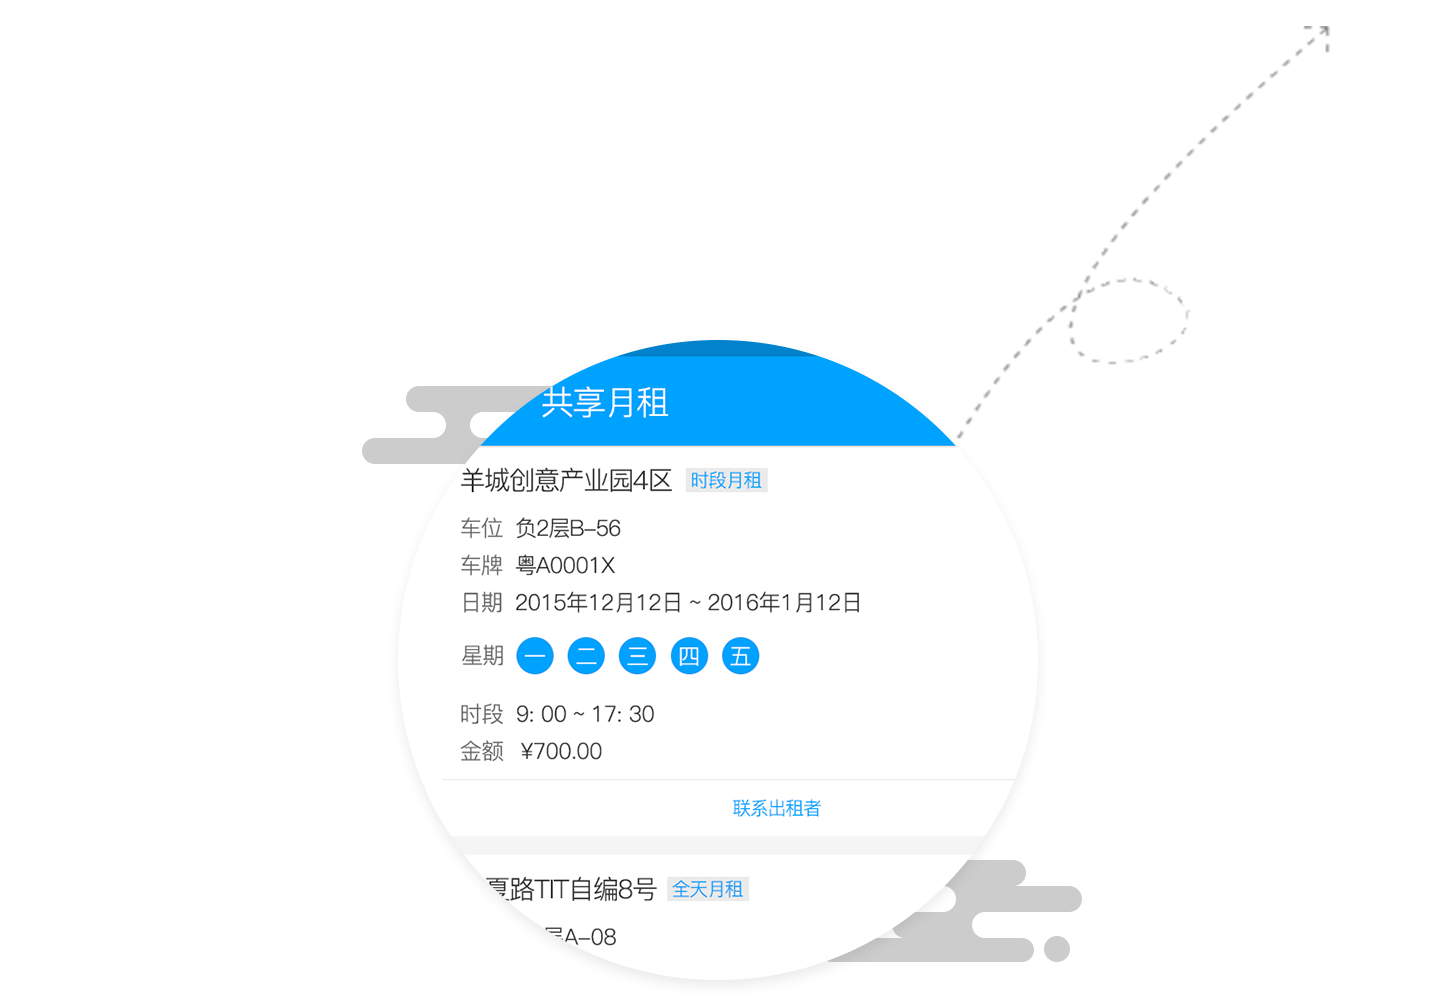 共享月租
羊城创意产业园4区 时段月租
车位 负2层B-56
车牌 粤A0001X
日期 2015年12月12日 ~ 2016年1月12日
星期 一 二 三 四 五
时段 9: 00 ~ 17: 30
金额 ¥700.00
联系出租者
夏路TIT自编8号 全天月租
层A-08